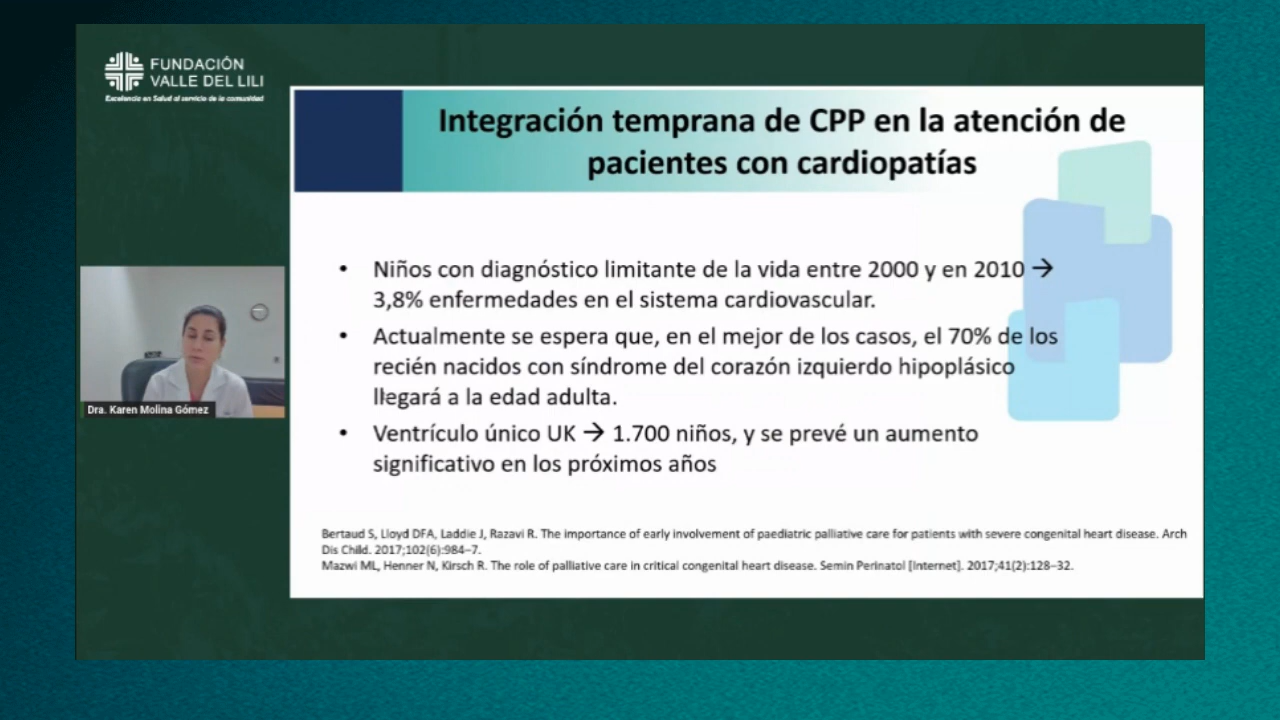 FUNDACIÓN
VALLE DEL LILI
Excelencia en Salud al servicio de la comunidad
Integración temprana de CPP en la atención de
pacientes con cardiopatías
• Niños con diagnóstico limitante de la vida entre 2000 y en 2010 →
3,8% enfermedades en el sistema cardiovascular.
• Actualmente se espera que, en el mejor de los casos, el 70% de los
recién nacidos con síndrome del corazón izquierdo hipoplásico
llegará a la edad adulta.
• Ventrículo único UK → 1.700 niños, y se prevé un aumento
significativo en los próximos años
Dra. Karen Molina Gómez
Bertaud S, Lloyd DFA, Laddie J, Razavi R. The importance of early involvement of paediatric palliative care for patients with severe congenital heart disease. Arch
Dis Child. 2017;102(6):984–7.
Mazwi ML, Henner N, Kirsch R. The role of palliative care in critical congenital heart disease. Semin Perinatol [Internet]. 2017;41(2):128–32.